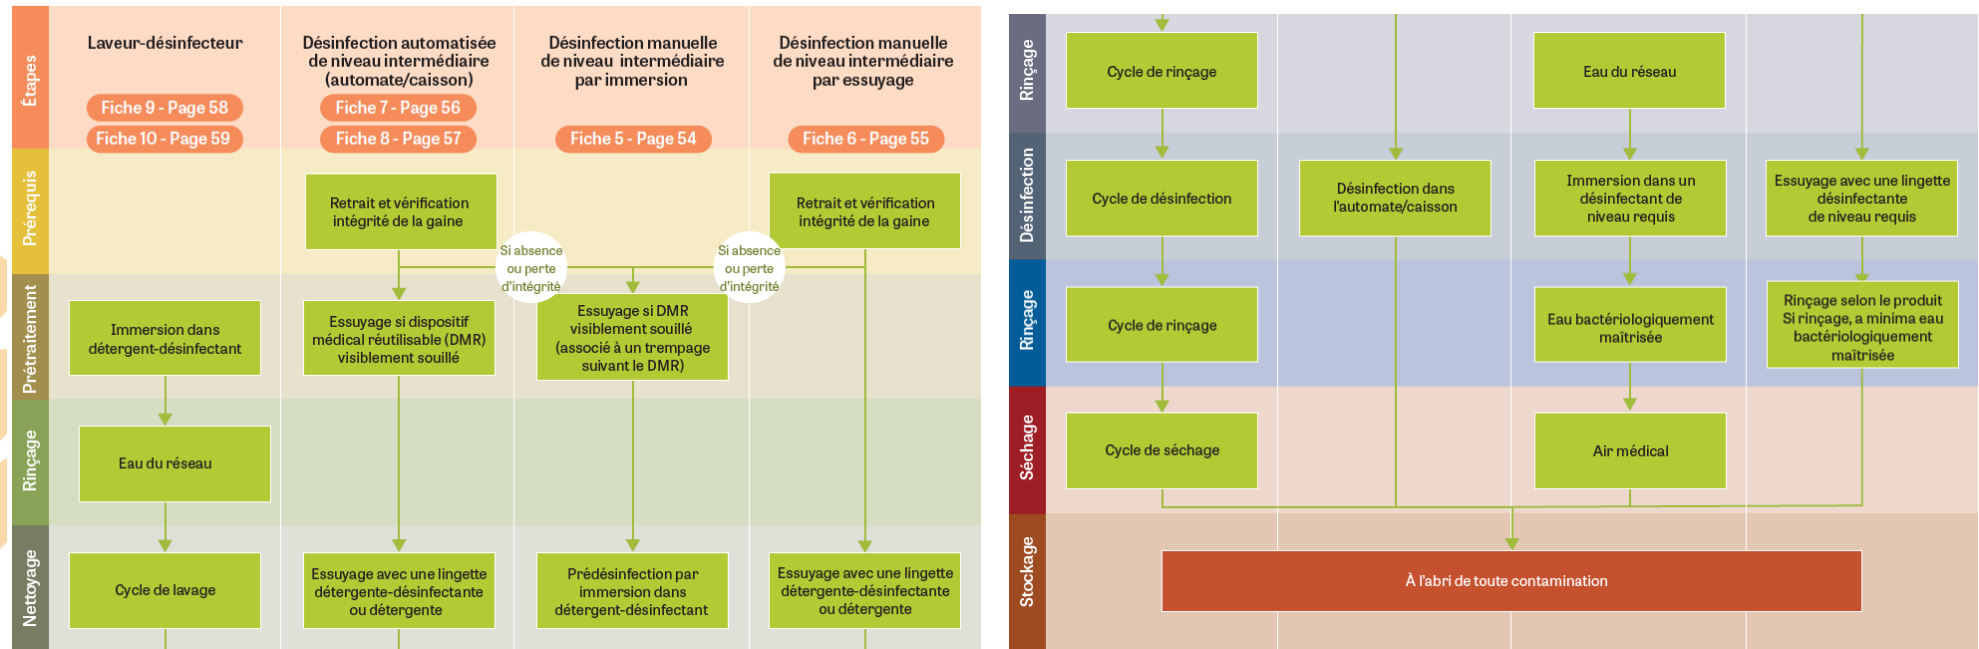 Étapes
Laveur-désinfecteur
Fiche 9 - Page 58
Fiche 10 - Page 59
Désinfection automatisée
de niveau intermédiaire
(automate/caisson)
Fiche 7 - Page 56
Fiche 8 - Page 57
Désinfection manuelle
de niveau intermédiaire
par immersion
Fiche 5 - Page 54
Désinfection manuelle
de niveau intermédiaire
par essuyage
Fiche 6 - Page 55
Prérequis
Retrait et vérification
intégrité de la gaine
Si absence
ou perte
d'intégrité
Si absence
ou perte
d'intégrité
Retrait et vérification
intégrité de la gaine
Prétraitement
Immersion dans
détergent-désinfectant
Essuyage si dispositif
médical réutilisable (DMR)
visiblement souillé
Essuyage si DMR
visiblement souillé
(associé à un trempage
suivant le DMR)
Rinçage
Eau du réseau
Nettoyage
Cycle de lavage
Essuyage avec une lingette
détergente-désinfectante
ou détergente
Prédésinfection par
immersion dans
détergent-désinfectant
Essuyage avec une lingette
détergente-désinfectante
ou détergente
Rinçage
Cycle de rinçage
Eau du réseau
Désinfection
Cycle de désinfection
Désinfection dans
l'automate/caisson
Immersion dans un
désinfectant de
niveau requis
Essuyage avec une lingette
désinfectante
de niveau requis
Rinçage
Cycle de rinçage
Eau bactériologiquement
maîtrisée
Rinçage selon le produit
Si rinçage, a minima eau
bactériologiquement
maîtrisée
Séchage
Cycle de séchage
Air médical
Stockage
À l'abri de toute contamination